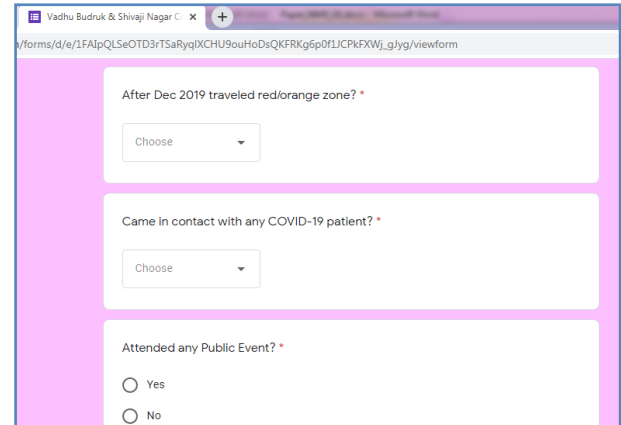 Vadhu Budruk & Shivaji Nagar C
/forms/d/e/1FAIpQLSeOTD3rTSaRyqlXCHU9ouHoDsQKFRKg6p0f1JCPkFXWj_gJyg/viewform
After Dec 2019 traveled red/orange zone? *
Choose
Came in contact with any COVID-19 patient? *
Choose
Attended any Public Event? *
Yes
No